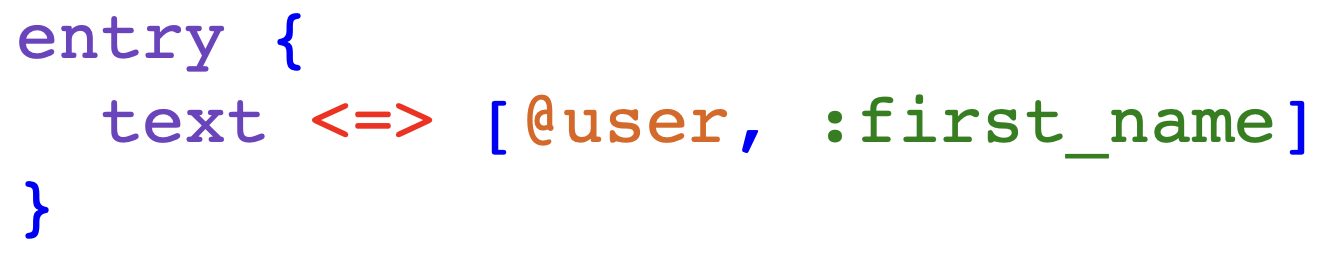 entry {
  text <=> [@user, :first_name]
}